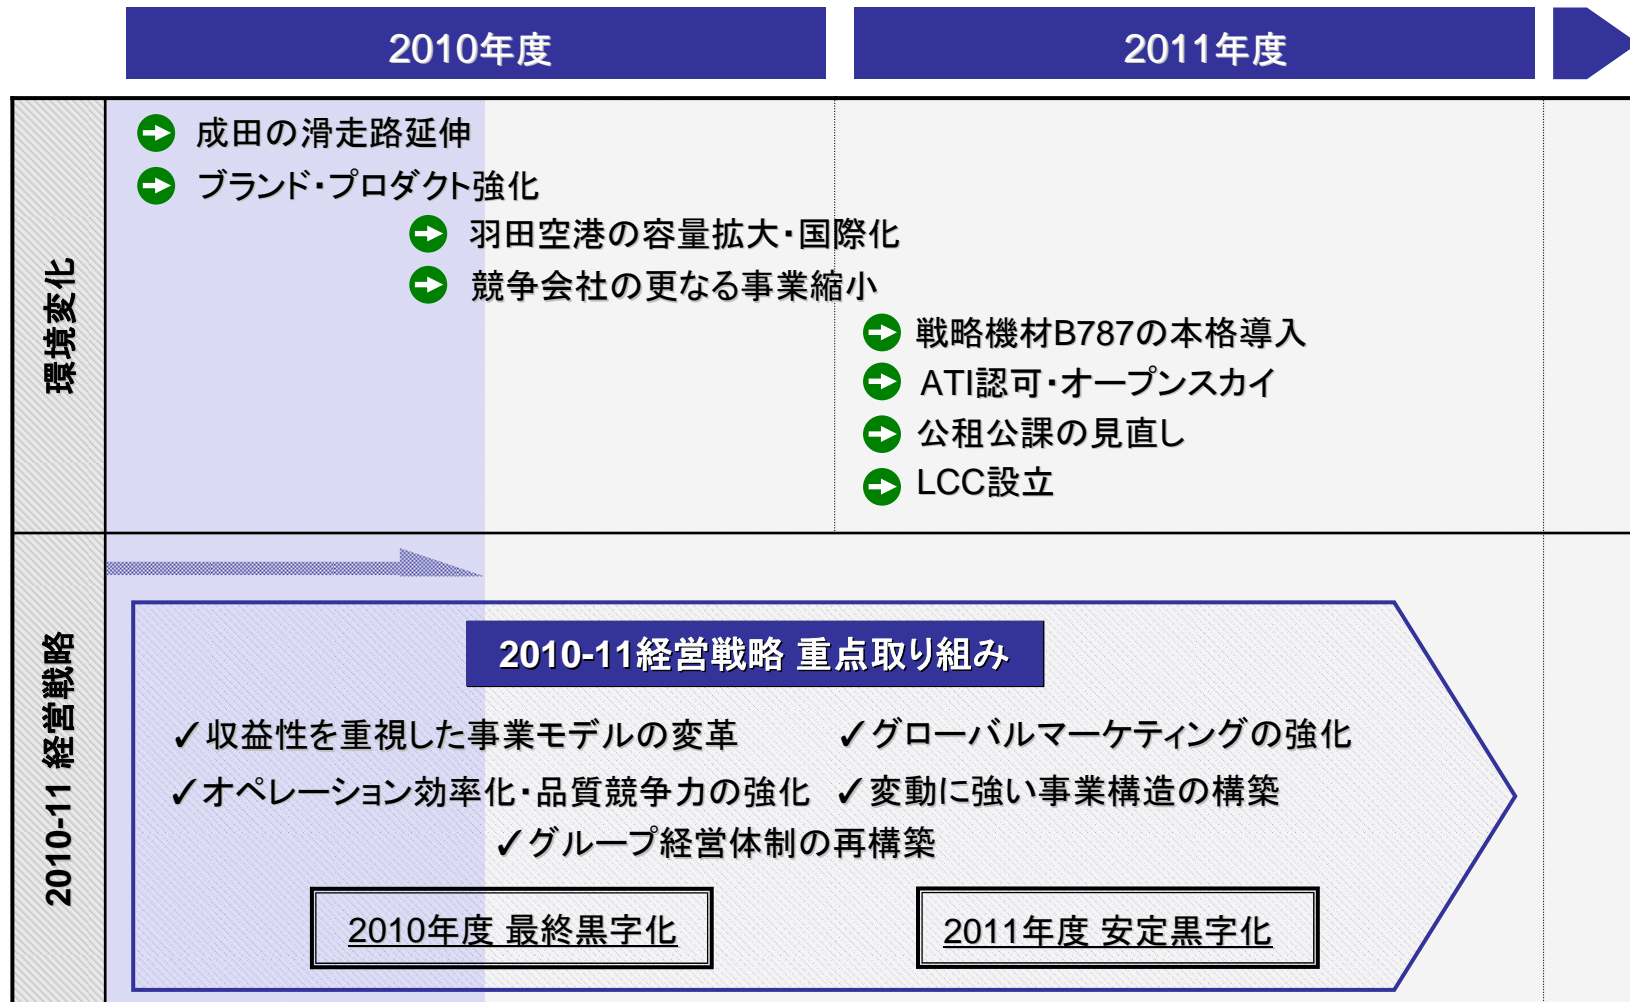 2010年度
2011年度
環境変化
成田の滑走路延伸
ブランド・プロダクト強化
羽田空港の容量拡大・国際化
競争会社の更なる事業縮小
戦略機材B787の本格導入
ATI認可・オープンスカイ
公租公課の見直し
LCC設立
2010-11 経営戦略
2010-11経営戦略 重点取り組み
✓収益性を重視した事業モデルの変革
✓グローバルマーケティングの強化
✓オペレーション効率化・品質競争力の強化
✓変動に強い事業構造の構築
✓グループ経営体制の再構築
2010年度 最終黒字化
2011年度 安定黒字化